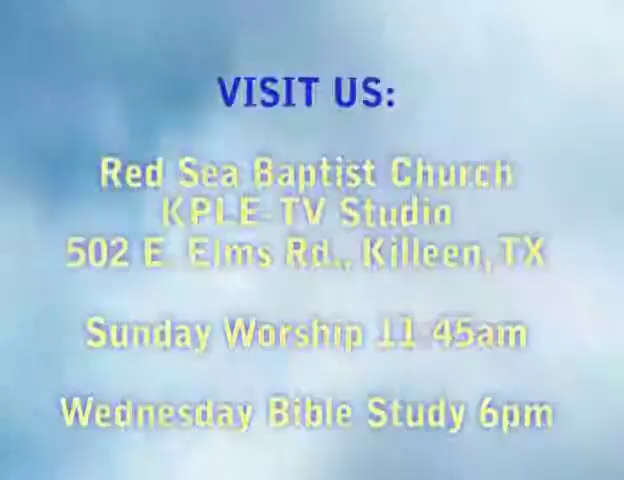 VISIT US:
Red Sea Baptist Church
KPLE-TV Studio
502 E. Elms Rd., Killeen, TX
Sunday Worship 11:45am
Wednesday Bible Study 6pm